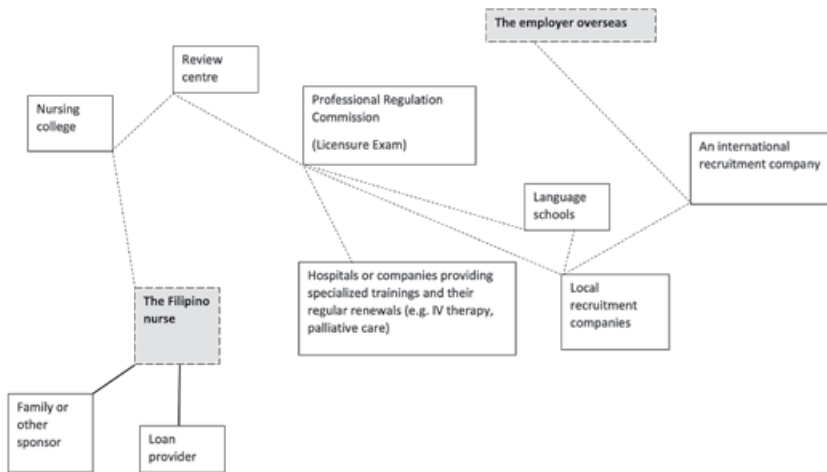 The employer overseas
Review
centre
Professional Regulation
Commission
(Licensure Exam)
Nursing
college
An international
recruitment company
Language
schools
Hospitals or companies providing
specialized trainings and their
regular renewals (e.g. IV therapy,
palliative care)
Local
recruitment
companies
The Filipino
nurse
Family or
other
sponsor
Loan
provider